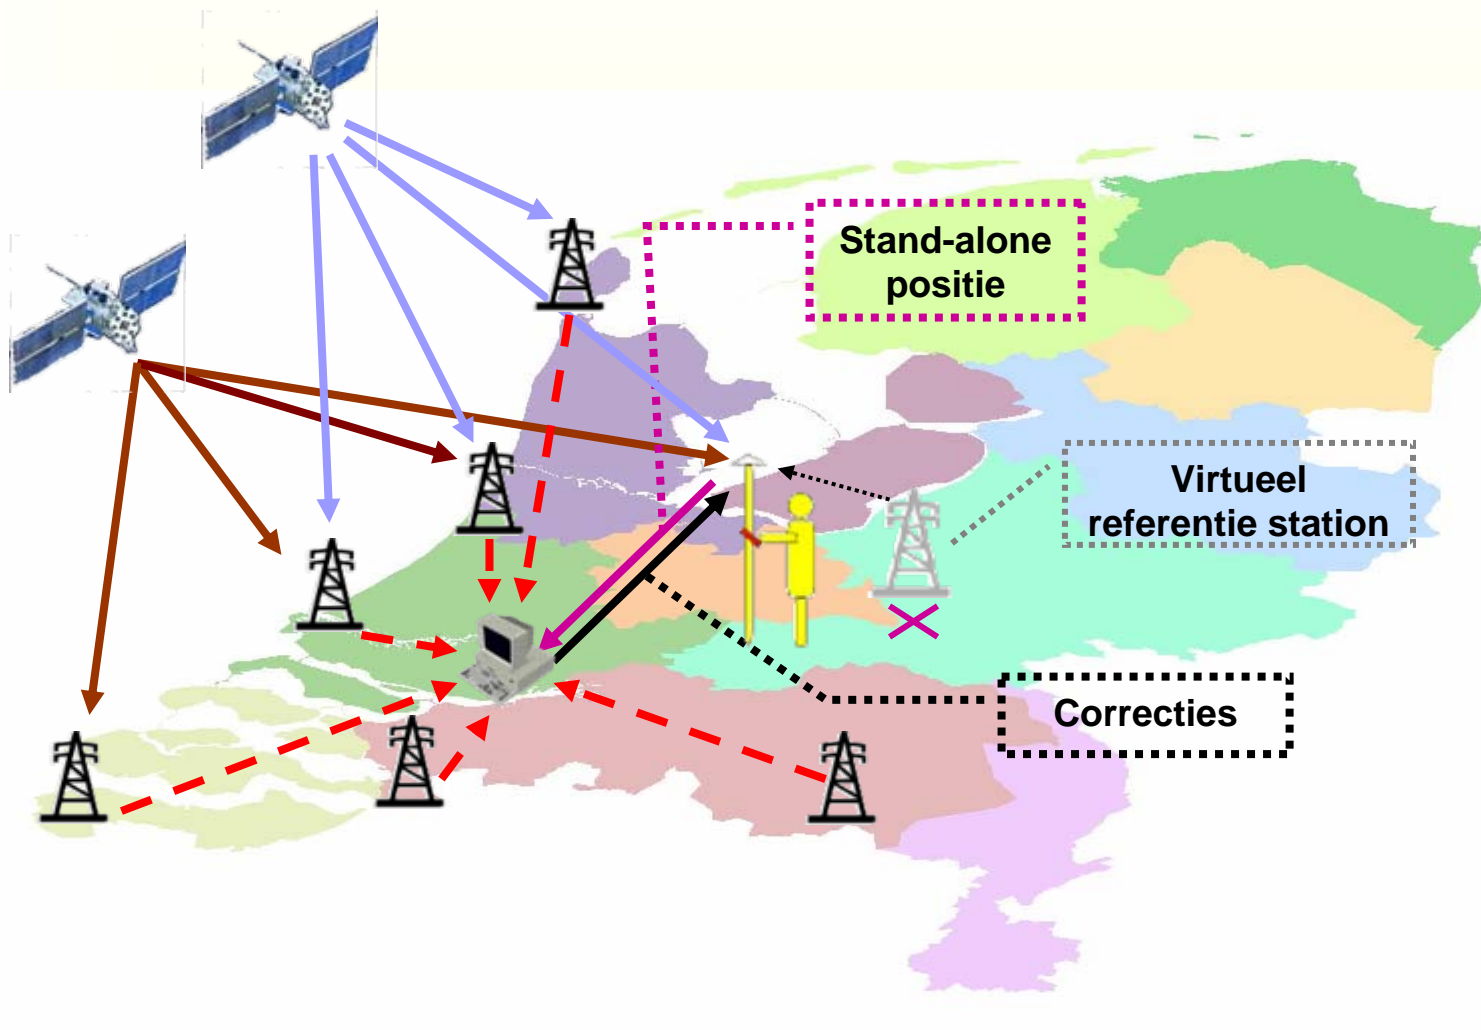 Stand-alone
positie
Virtueel
referentie station
Correcties